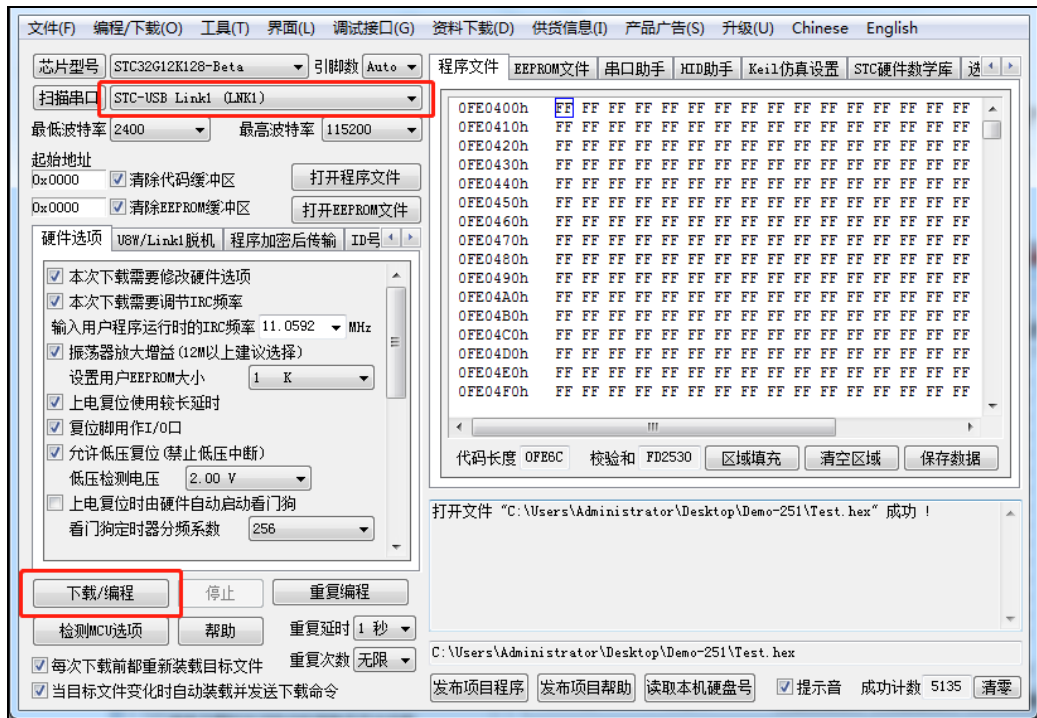 文件(F) 编程/下载(O) 工具(T) 界面(L) 调试接口(G) 资料下载(D) 供货信息(I) 产品广告(S) 升级(U) Chinese English
芯片型号 STC32G12K128-Beta 引脚数 Auto
扫描串口 STC-USB Link1 (LNK1)
最低波特率 2400 最高波特率 115200
起始地址
0x0000 清除代码缓冲区 打开程序文件
0x0000 清除EEPROM缓冲区 打开EEPROM文件
硬件选项 U8W/Link1脱机 程序加密后传输 ID号
本次下载需要修改硬件选项
本次下载需要调节IRC频率
输入用户程序运行时的IRC频率 11.0592 MHz
振荡器放大增益(12M以上建议选择)
设置用户EEPROM大小 1 K
上电复位使用较长延时
复位脚用作I/O口
允许低压复位(禁止低压中断)
低压检测电压 2.00 V
上电复位时由硬件自动启动看门狗
看门狗定时器分频系数 256
下载/编程 停止 重复编程
检测MCU选项 帮助 重复延时 1 秒
每次下载前都重新装载目标文件 重复次数 无限
当目标文件变化时自动装载并发送下载命令
程序文件 EEPROM文件 串口助手 HID助手 Keil仿真设置 STC硬件数学库
0FE0400h FF FF FF FF FF FF FF FF FF FF FF FF FF FF FF FF
0FE0410h FF FF FF FF FF FF FF FF FF FF FF FF FF FF FF FF
0FE0420h FF FF FF FF FF FF FF FF FF FF FF FF FF FF FF FF
0FE0430h FF FF FF FF FF FF FF FF FF FF FF FF FF FF FF FF
0FE0440h FF FF FF FF FF FF FF FF FF FF FF FF FF FF FF FF
0FE0450h FF FF FF FF FF FF FF FF FF FF FF FF FF FF FF FF
0FE0460h FF FF FF FF FF FF FF FF FF FF FF FF FF FF FF FF
0FE0470h FF FF FF FF FF FF FF FF FF FF FF FF FF FF FF FF
0FE0480h FF FF FF FF FF FF FF FF FF FF FF FF FF FF FF FF
0FE0490h FF FF FF FF FF FF FF FF FF FF FF FF FF FF FF FF
0FE04A0h FF FF FF FF FF FF FF FF FF FF FF FF FF FF FF FF
0FE04B0h FF FF FF FF FF FF FF FF FF FF FF FF FF FF FF FF
0FE04C0h FF FF FF FF FF FF FF FF FF FF FF FF FF FF FF FF
0FE04D0h FF FF FF FF FF FF FF FF FF FF FF FF FF FF FF FF
0FE04E0h FF FF FF FF FF FF FF FF FF FF FF FF FF FF FF FF
0FE04F0h FF FF FF FF FF FF FF FF FF FF FF FF FF FF FF FF
代码长度 0FE6C 校验和 FD2530 区域填充 清空区域 保存数据
打开文件 "C:\Users\Administrator\Desktop\Demo-251\Test.hex" 成功 !
C:\Users\Administrator\Desktop\Demo-251\Test.hex
发布项目程序 发布项目帮助 读取本机硬盘号 提示音 成功计数 5135 清零